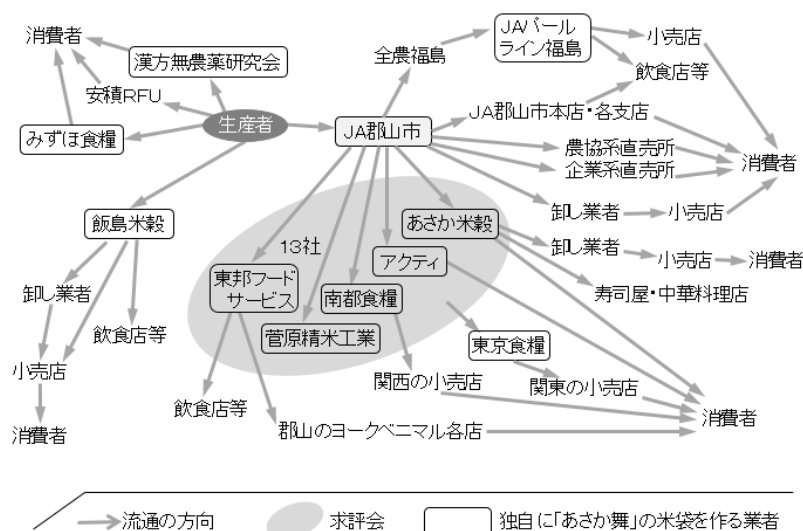 消費者
漢方無農薬研究会
安積RFU
みずほ食糧
生産者
全農福島
JAパール
ライン福島
小売店
飲食店等
JA郡山市
JA郡山市本店・各支店
農協系直売所
企業系直売所
消費者
卸し業者
小売店
飯島米穀
卸し業者
飲食店等
小売店
消費者
13社
東邦フード
サービス
菅原精米工業
南都食糧
アクティ
あさか米穀
卸し業者
小売店
消費者
寿司屋・中華料理店
東京食糧
関西の小売店
関東の小売店
飲食店等
郡山のヨークベニマル各店
消費者
流通の方向
求評会
独自に「あさか舞」の米袋を作る業者